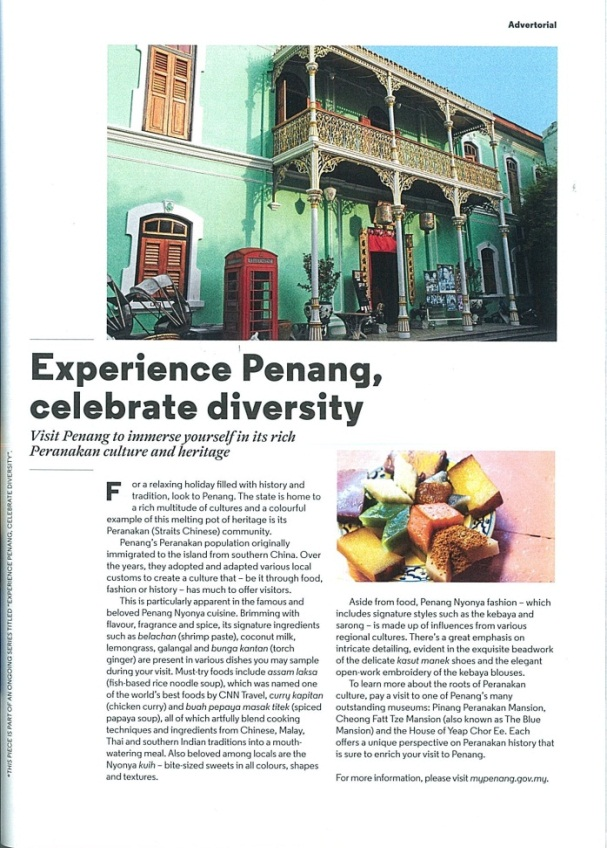 Advertorial
Experience Penang,
celebrate diversity
Visit Penang to immerse yourself in its rich
Peranakan culture and heritage
For a relaxing holiday filled with history and
tradition, look to Penang. The state is home to
a rich multitude of cultures and a colourful
example of this melting pot of heritage is its
Peranakan (Straits Chinese) community.
Penang's Peranakan population originally
immigrated to the island from southern China. Over
the years, they adopted and adapted various local
customs to create a culture that – be it through food,
fashion or history – has much to offer visitors.
This is particularly apparent in the famous and
beloved Penang Nyonya cuisine. Brimming with
flavour, fragrance and spice, its signature ingredients
such as belachan (shrimp paste), coconut milk,
lemongrass, galangal and bunga kantan (torch
ginger) are present in various dishes you may sample
during your visit. Must-try foods include assam laksa
(fish-based rice noodle soup), which was named one
of the world's best foods by CNN Travel, curry kapitan
(chicken curry) and buah pepaya masak titek (spiced
papaya soup), all of which artfully blend cooking
techniques and ingredients from Chinese, Malay,
Thai and southern Indian traditions into a mouth-
watering meal. Also beloved among locals are the
Nyonya kuih – bite-sized sweets in all colours, shapes
and textures.
Aside from food, Penang Nyonya fashion – which
includes signature styles such as the kebaya and
sarong – is made up of influences from various
regional cultures. There's a great emphasis on
intricate detailing, evident in the exquisite beadwork
of the delicate kasut manek shoes and the elegant
open-work embroidery of the kebaya blouses.
To learn more about the roots of Peranakan
culture, pay a visit to one of Penang's many
outstanding museums: Pinang Peranakan Mansion,
Cheong Fatt Tze Mansion (also known as The Blue
Mansion) and the House of Yeap Chor Ee. Each
offers a unique perspective on Peranakan history that
is sure to enrich your visit to Penang.
For more information, please visit mypenang.gov.my.
*THIS PIECE IS PART OF AN ONGOING SERIES TITLED "EXPERIENCE PENANG, CELEBRATE DIVERSITY".